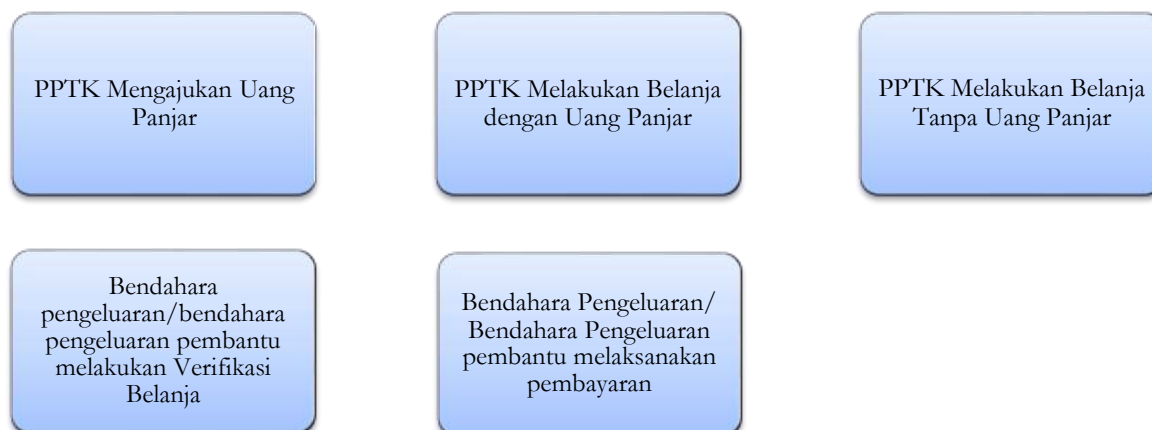 PPTK Mengajukan Uang
Panjar
PPTK Melakukan Belanja
dengan Uang Panjar
PPTK Melakukan Belanja
Tanpa Uang Panjar
Bendahara
pengeluaran/bendahara
pengeluaran pembantu
melakukan Verifikasi
Belanja
Bendahara Pengeluaran/
Bendahara Pengeluaran
pembantu melaksanakan
pembayaran